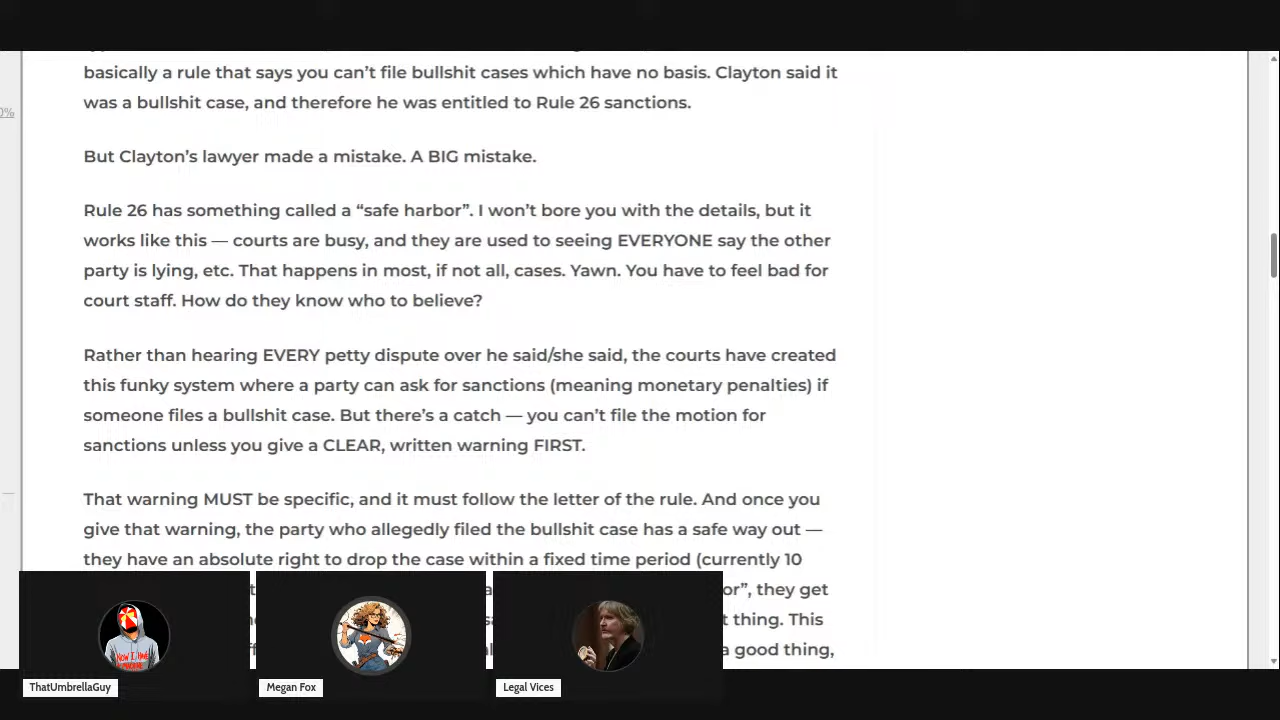 basically a rule that says you can’t file bullshit cases which have no basis. Clayton said it
was a bullshit case, and therefore he was entitled to Rule 26 sanctions.
But Clayton’s lawyer made a mistake. A BIG mistake.
Rule 26 has something called a “safe harbor”. I won’t bore you with the details, but it
works like this — courts are busy, and they are used to seeing EVERYONE say the other
party is lying, etc. That happens in most, if not all, cases. Yawn. You have to feel bad for
court staff. How do they know who to believe?
Rather than hearing EVERY petty dispute over he said/she said, the courts have created
this funky system where a party can ask for sanctions (meaning monetary penalties) if
someone files a bullshit case. But there’s a catch — you can’t file the motion for
sanctions unless you give a CLEAR, written warning FIRST.
That warning MUST be specific, and it must follow the letter of the rule. And once you
give that warning, the party who allegedly filed the bullshit case has a safe way out —
they have an absolute right to drop the case within a fixed time period (currently 10
they get
thing. This
a good thing,
NOW I HAVE
ThatUmbrellaGuy
Megan Fox
Legal Vices